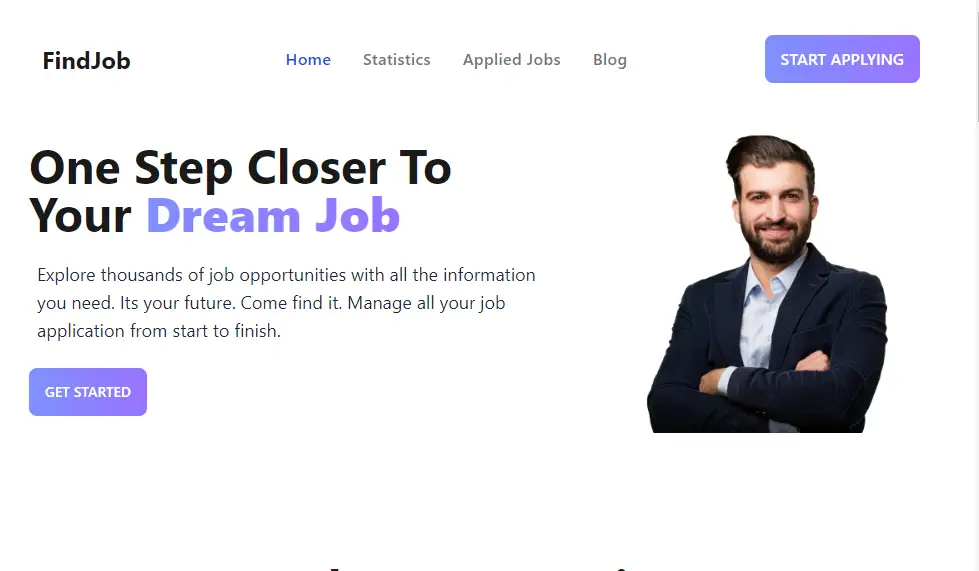 FindJob
Home
Statistics
Applied Jobs
Blog
START APPLYING
One Step Closer To
Your Dream Job
Explore thousands of job opportunities with all the information
you need. Its your future. Come find it. Manage all your job
application from start to finish.
GET STARTED